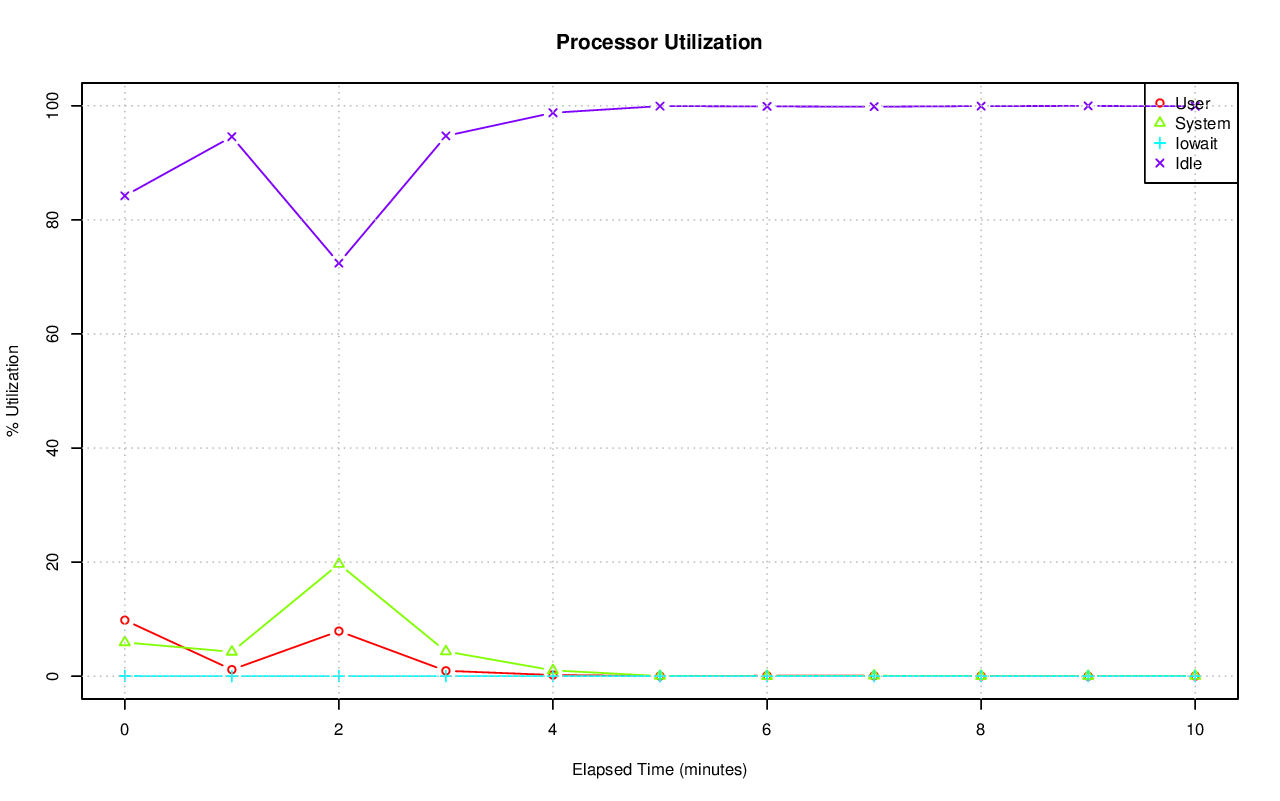 Processor Utilization
100
80
60
40
20
0
% Utilization
User
System
Iowait
Idle
0 2 4 6 8 10
Elapsed Time (minutes)